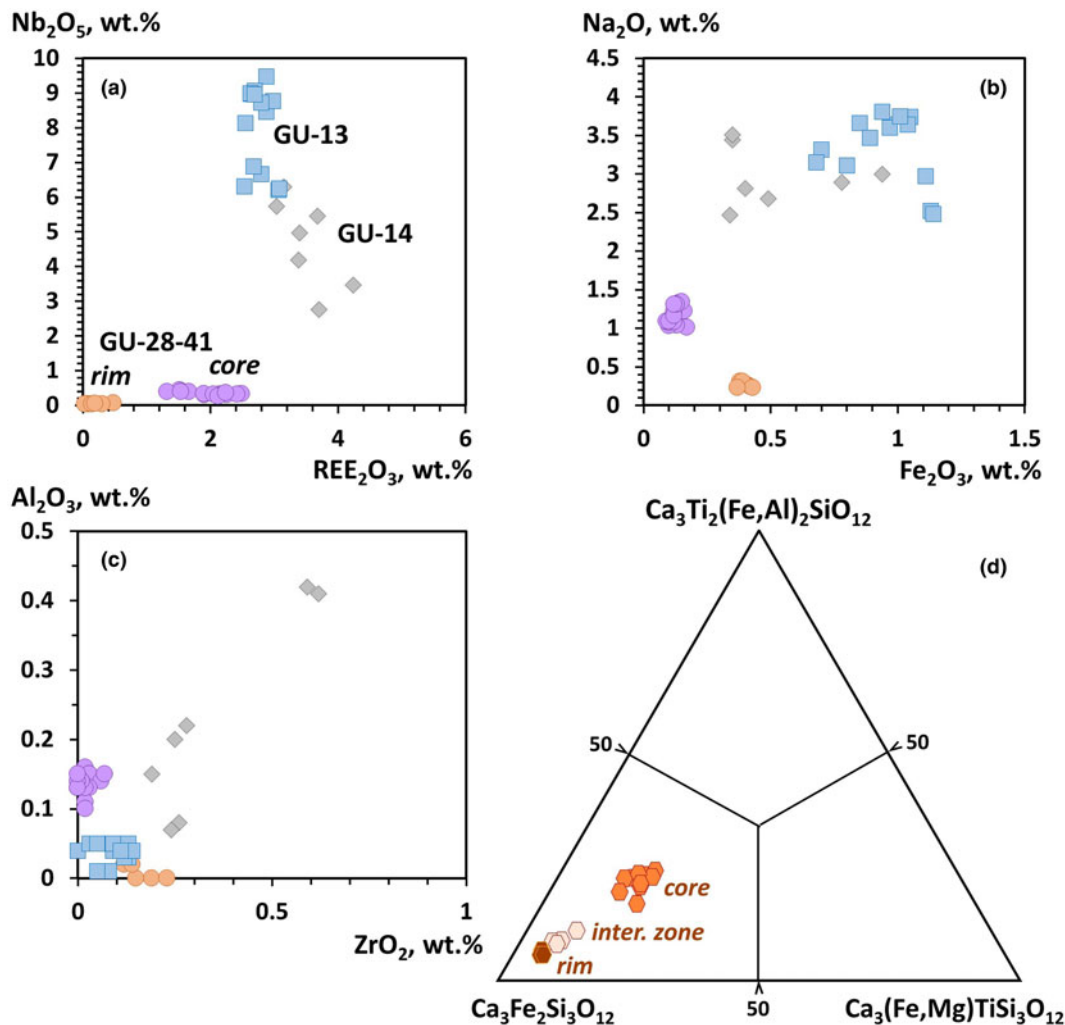 Nb₂O₅, wt.%
10
9
8
7
6
5
4
3
2
1
0
(a)
GU-13
GU-14
GU-28-41
rim
core
0
2
4
6
REE₂O₃, wt.%
Na₂O, wt.%
4.5
4
3.5
3
2.5
2
1.5
1
0.5
0
(b)
0
0.5
1
1.5
Fe₂O₃, wt.%
Al₂O₃, wt.%
0.5
0.4
0.3
0.2
0.1
0
(c)
0
0.5
1
ZrO₂, wt.%
Ca₃Ti₂(Fe,Al)₂SiO₁₂
(d)
50
50
core
inter. zone
rim
Ca₃Fe₂Si₃O₁₂
50
Ca₃(Fe,Mg)TiSi₃O₁₂